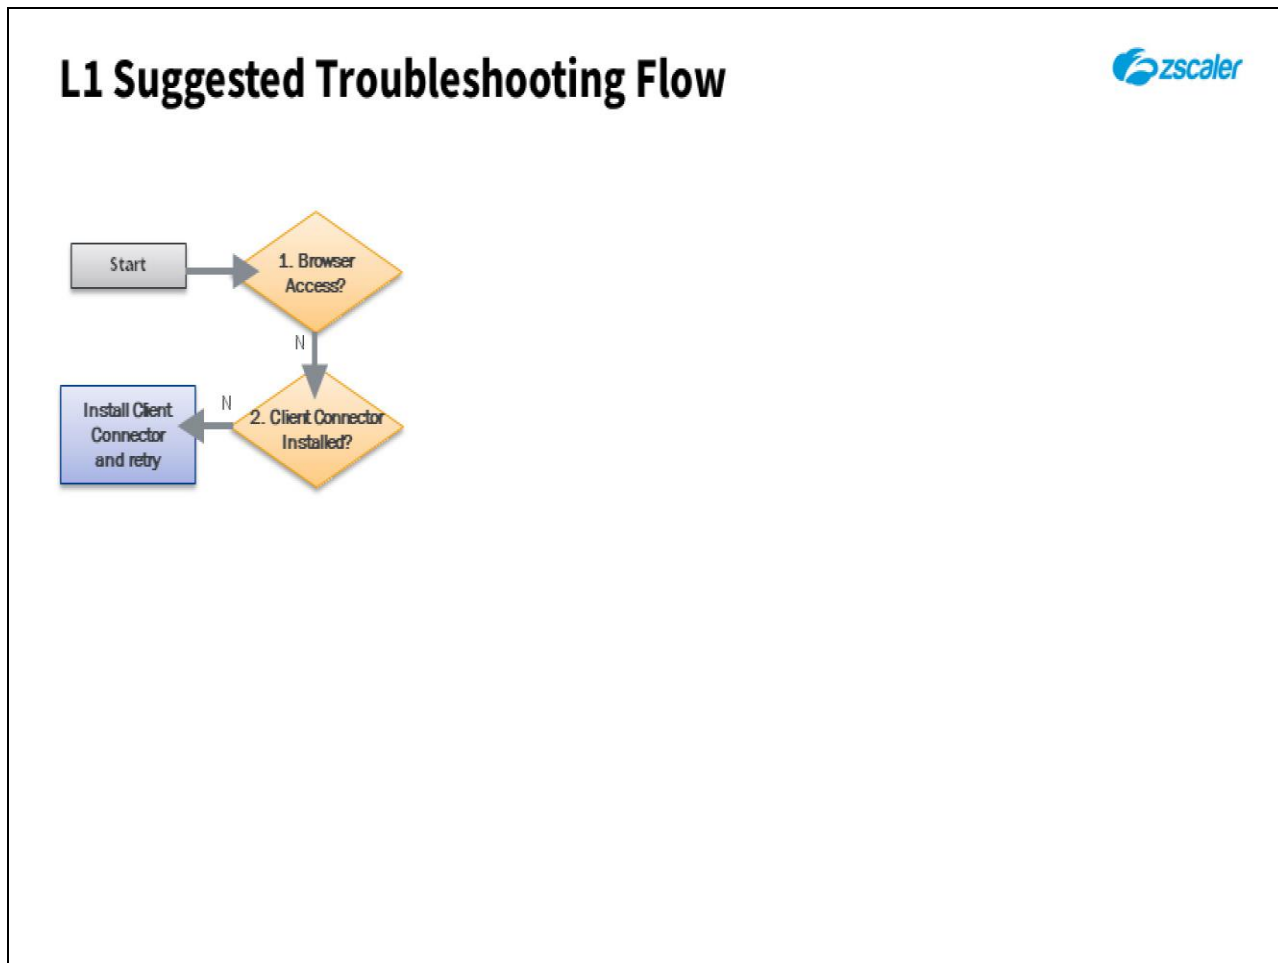 L1 Suggested Troubleshooting Flow
zscaler
Start
1. Browser
Access?
N
N
2. Client Connector
Installed?
Install Client
Connector
and retry